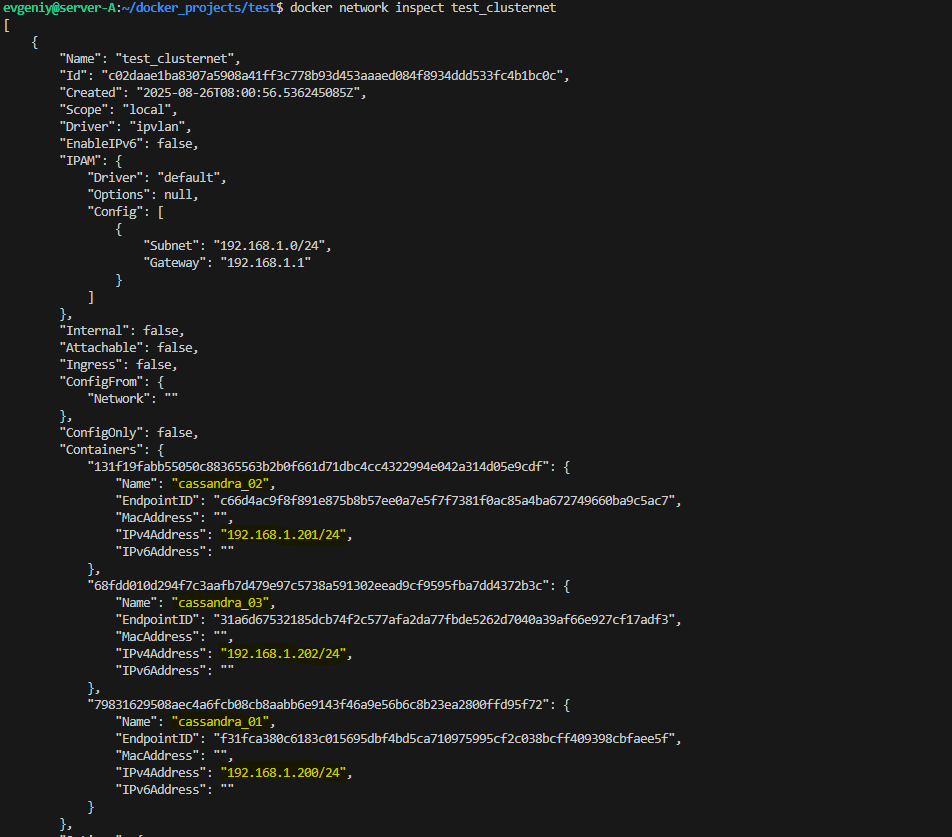 evgeniy@server-A:~/docker_projects/test$ docker network inspect test_clusternet
[
    {
        "Name": "test_clusternet",
        "Id": "c02daae1ba8307a5908a41ff3c778b93d453aaaed084f8934ddd533fc4b1bc0c",
        "Created": "2025-08-26T08:00:56.536245085Z",
        "Scope": "local",
        "Driver": "ipvlan",
        "EnableIPv6": false,
        "IPAM": {
            "Driver": "default",
            "Options": null,
            "Config": [
                {
                    "Subnet": "192.168.1.0/24",
                    "Gateway": "192.168.1.1"
                }
            ]
        },
        "Internal": false,
        "Attachable": false,
        "Ingress": false,
        "ConfigFrom": {
            "Network": ""
        },
        "ConfigOnly": false,
        "Containers": {
            "131f19fabb55050c88365563b2b0f661d71dbc4cc4322994e042a314d05e9cdf": {
                "Name": "cassandra_02",
                "EndpointID": "c66d4ac9f8f891e875b8b57ee0a7e5f7f7381f0ac85a4ba672749660ba9c5ac7",
                "MacAddress": "",
                "IPv4Address": "192.168.1.201/24",
                "IPv6Address": ""
            },
            "68fdd010d294f7c3aafb7d479e97c5738a591302eead9cf9595fba7dd4372b3c": {
                "Name": "cassandra_03",
                "EndpointID": "31a6d67532185dcb74f2c577afa2da77fbde5262d7040a39af66e927cf17adf3",
                "MacAddress": "",
                "IPv4Address": "192.168.1.202/24",
                "IPv6Address": ""
            },
            "79831629508aec4a6fcb08cb8aabb6e9143f46a9e56b6c8b23ea2800ffd95f72": {
                "Name": "cassandra_01",
                "EndpointID": "f31fca380c6183c015695dbf4bd5ca710975995cf2c038bcff409398cbfaee5f",
                "MacAddress": "",
                "IPv4Address": "192.168.1.200/24",
                "IPv6Address": ""
            }
        },